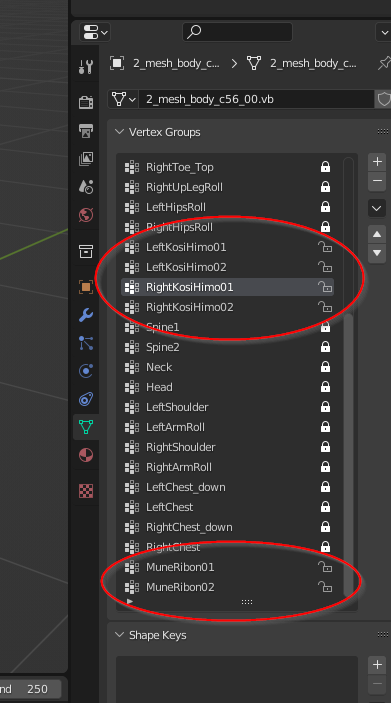 2_mesh_body_c... > 2_mesh_body_c...
2_mesh_body_c56_00.vb
Vertex Groups
RightToe_Top
RightUpLegRoll
LeftHipsRoll
RightHipsRoll
LeftKosiHimo01
LeftKosiHimo02
RightKosiHimo01
RightKosiHimo02
Spine1
Spine2
Neck
Head
LeftShoulder
LeftArmRoll
RightShoulder
RightArmRoll
LeftChest_down
LeftChest
RightChest_down
RightChest
MuneRibon01
MuneRibon02
Shape Keys
nd 250